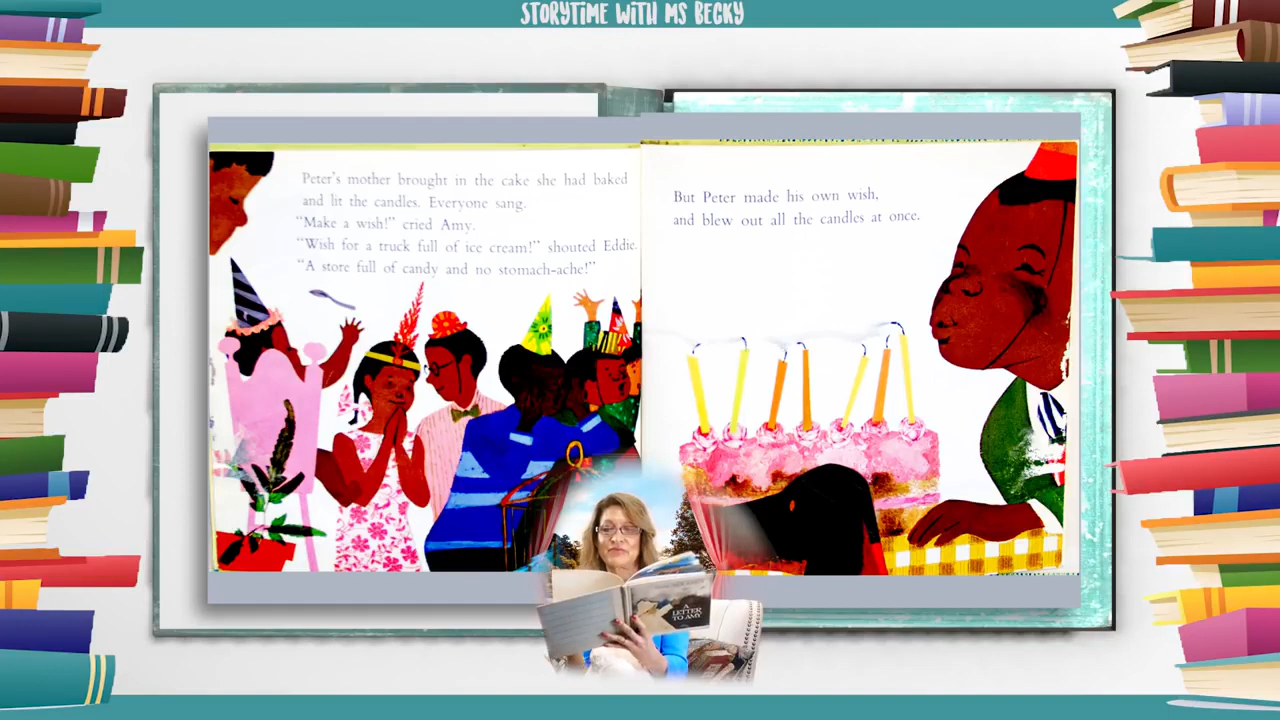 STORYTIME WITH MS BECKY
Peter's mother brought in the cake she had baked
and lit the candles. Everyone sang.
"Make a wish!" cried Amy.
"Wish for a truck full of ice cream!" shouted Eddie.
"A store full of candy and no stomach-ache!"
But Peter made his own wish,
and blew out all the candles at once.
A
LETTER
TO AMY